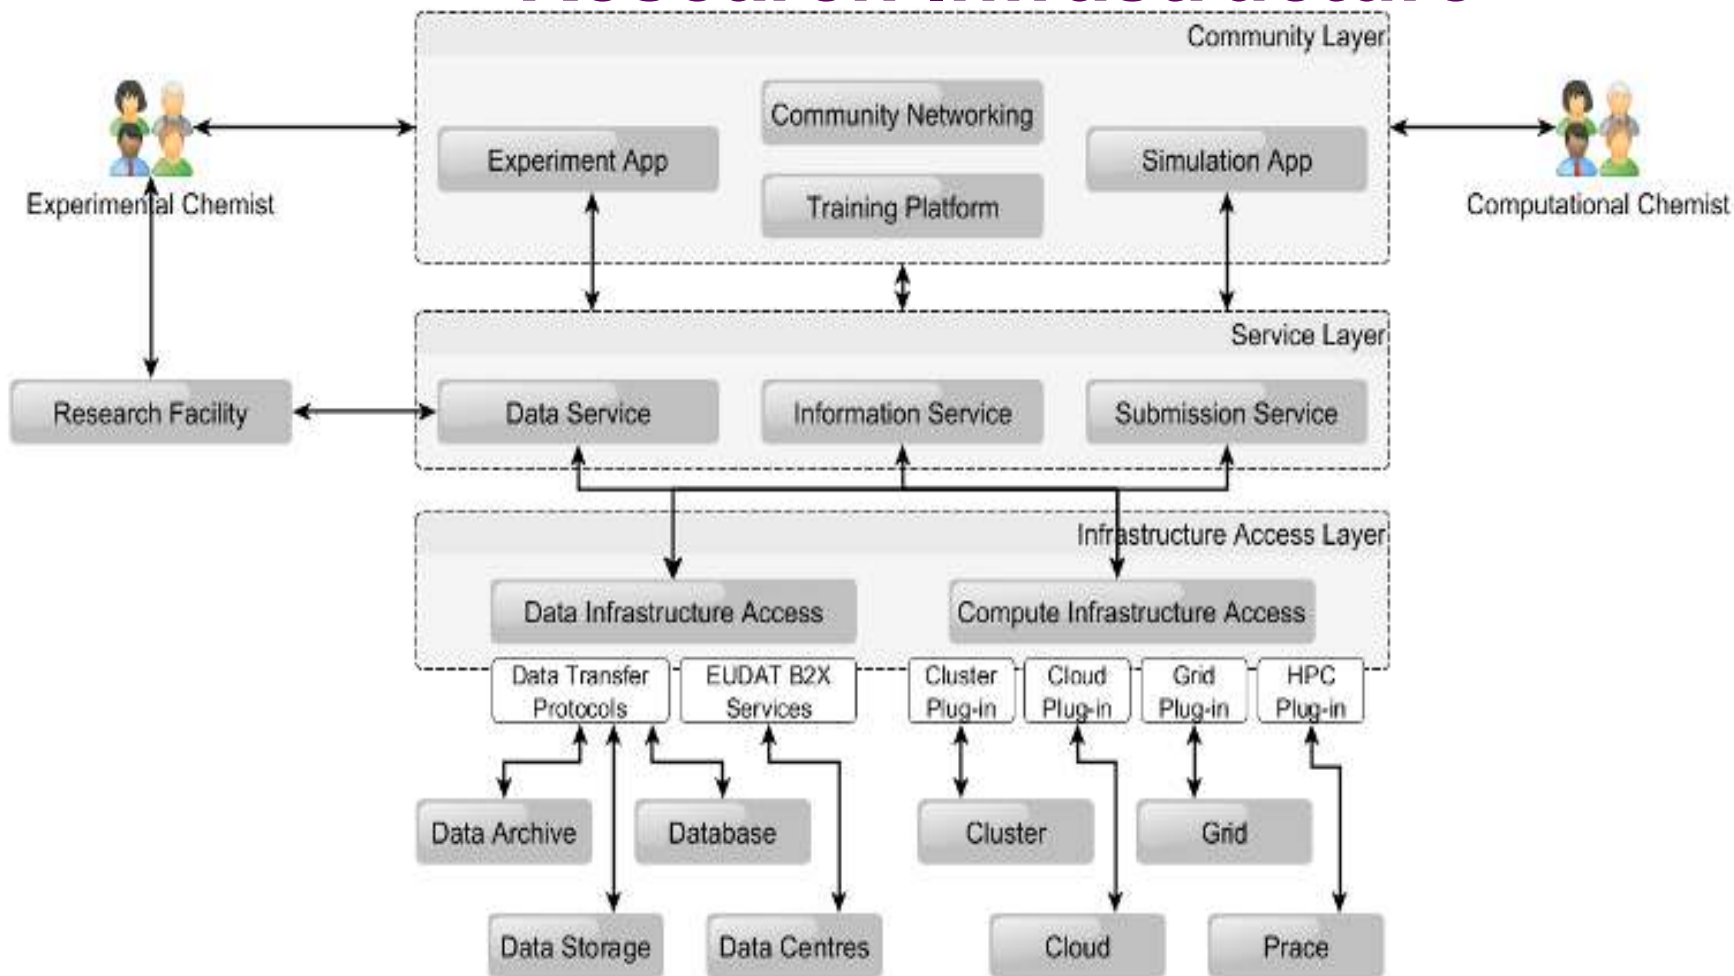 Research Infrastructure
Community Layer
Community Networking
Experiment App
Simulation App
Training Platform
Experimental Chemist
Computational Chemist
Service Layer
Research Facility
Data Service
Information Service
Submission Service
Infrastructure Access Layer
Data Infrastructure Access
Compute Infrastructure Access
Data Transfer
Protocols
EUDAT B2X
Services
Cluster
Plug-in
Cloud
Plug-in
Grid
Plug-in
HPC
Plug-in
Data Archive
Database
Cluster
Grid
Data Storage
Data Centres
Cloud
Prace